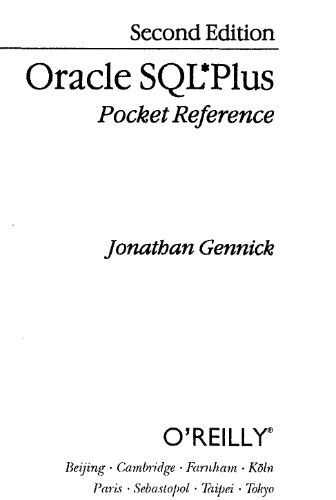 Second Edition
Oracle SQL*Plus
Pocket Reference
Jonathan Gennick
O'REILLY®
Beijing · Cambridge · Farnham · Köln
Paris · Sebastopol · Taipei · Tokyo